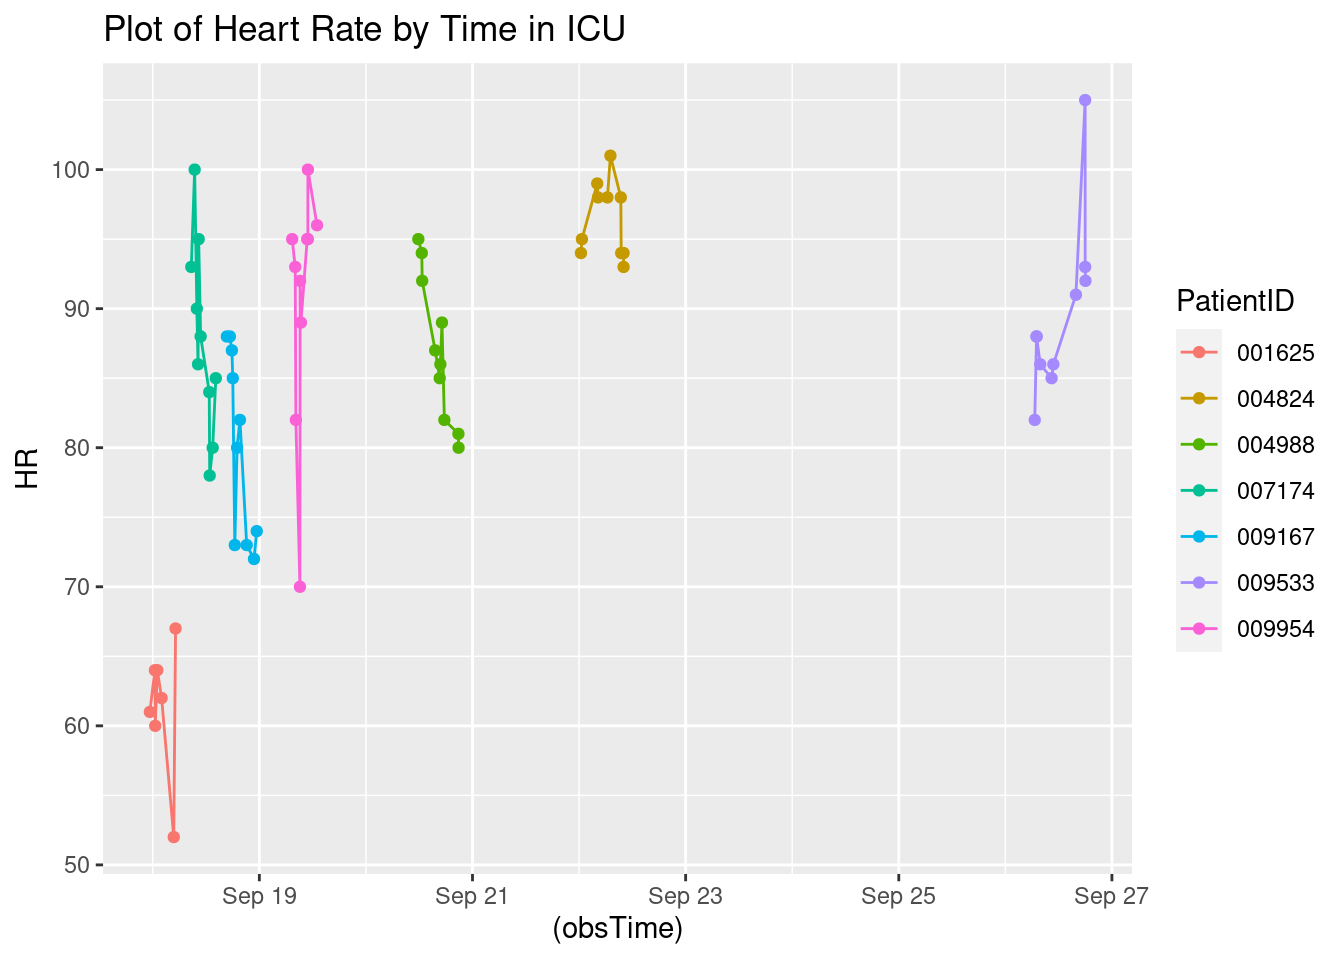 Plot of Heart Rate by Time in ICU
100
90
80
70
60
50
HR
Sep 19
Sep 21
Sep 23
Sep 25
Sep 27
(obsTime)
PatientID
001625
004824
004988
007174
009167
009533
009954